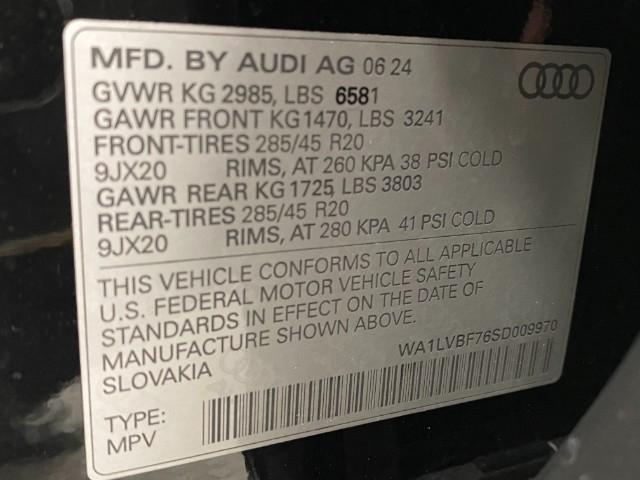 MFD. BY AUDI AG 06 24
GVWR KG 2985, LBS 6581
GAWR FRONT KG 1470, LBS 3241
FRONT-TIRES 285/45 R20
9JX20 RIMS, AT 260 KPA 38 PSI COLD
GAWR REAR KG 1725, LBS 3803
REAR-TIRES 285/45 R20
9JX20 RIMS, AT 280 KPA 41 PSI COLD
THIS VEHICLE CONFORMS TO ALL APPLICABLE
U.S. FEDERAL MOTOR VEHICLE SAFETY
STANDARDS IN EFFECT ON THE DATE OF
MANUFACTURE SHOWN ABOVE.
SLOVAKIA
WA1LVBF76SD009970
TYPE:
MPV